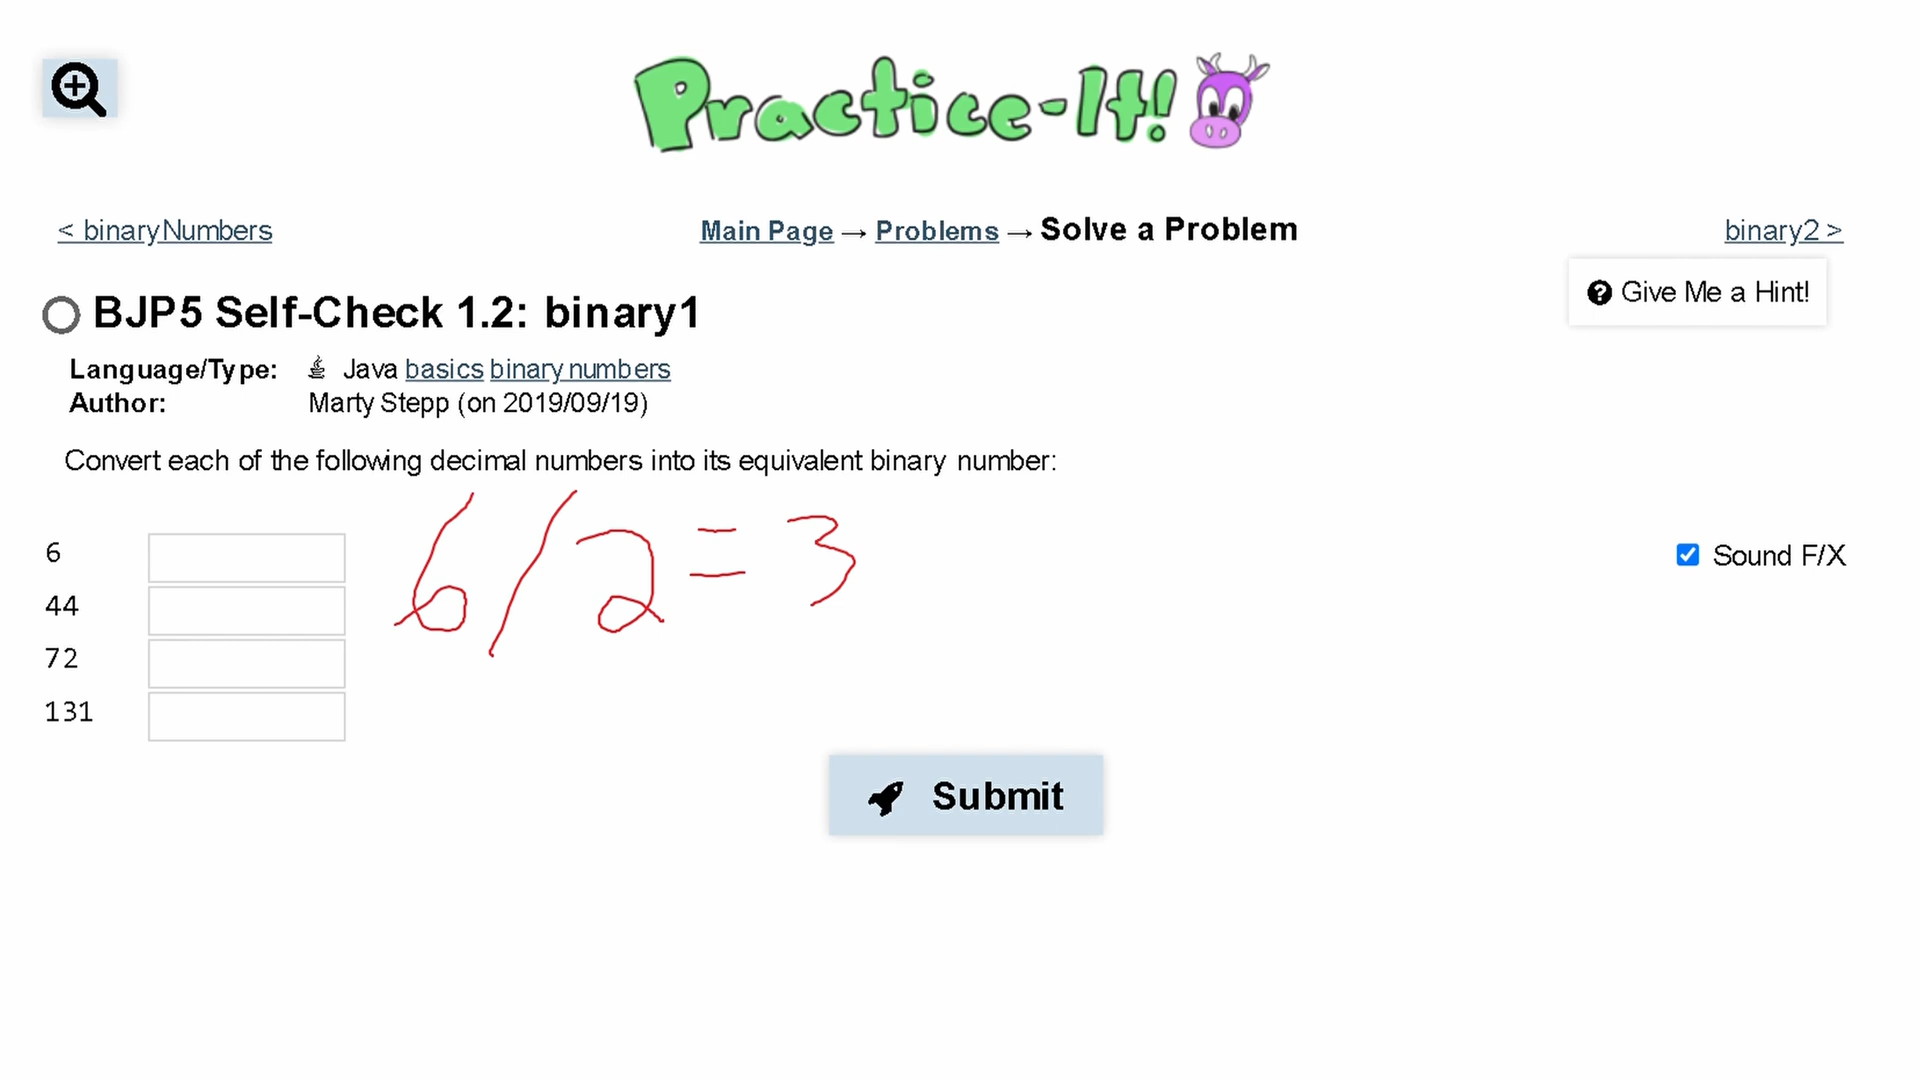 Practice-It!
< binaryNumbers
Main Page → Problems → Solve a Problem
binary2 >
Give Me a Hint!
BJP5 Self-Check 1.2: binary1
Language/Type: Java basics binary numbers
Author: Marty Stepp (on 2019/09/19)
Convert each of the following decimal numbers into its equivalent binary number:
6/2=3
6
Sound F/X
44
72
131
Submit